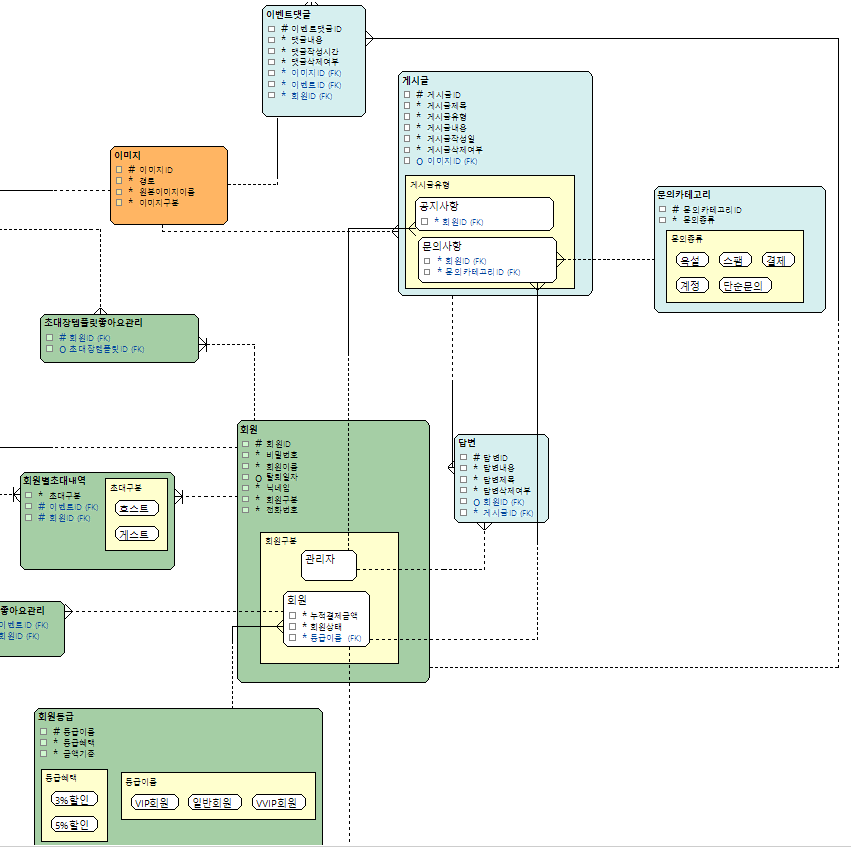 이벤트댓글
# 이벤트댓글ID
* 댓글내용
* 댓글작성시간
* 댓글삭제여부
* 이미지ID (FK)
* 이벤트ID (FK)
* 회원ID (FK)
게시글
# 게시글ID
* 게시글제목
* 게시글유형
* 게시글내용
* 게시글작성일
* 게시글삭제여부
O 이미지ID (FK)
게시글유형
공지사항
* 회원ID (FK)
문의사항
* 회원ID (FK)
* 문의카테고리ID (FK)
이미지
# 이미지ID
* 경로
* 원본이미지이름
* 이미지구분
문의카테고리
# 문의카테고리ID
* 문의종류
문의종류
욕설
스팸
결제
계정
단순문의
초대장템플릿좋아요관리
# 회원ID (FK)
O 초대장템플릿ID (FK)
회원
# 회원ID
* 비밀번호
* 회원이름
O 탈퇴일자
* 닉네임
* 회원구분
* 전화번호
회원구분
관리자
회원
* 누적결제금액
* 회원상태
* 등급이름 (FK)
답변
# 답변ID
* 답변내용
* 답변제목
* 답변삭제여부
O 회원ID (FK)
* 게시글ID (FK)
회원별초대내역
* 초대구분
# 이벤트ID (FK)
# 회원ID (FK)
초대구분
호스트
게스트
좋아요관리
이벤트ID (FK)
회원ID (FK)
회원등급
# 등급이름
* 등급혜택
* 금액기준
등급혜택
3%할인
5%할인
등급이름
VIP회원
일반회원
VVIP회원